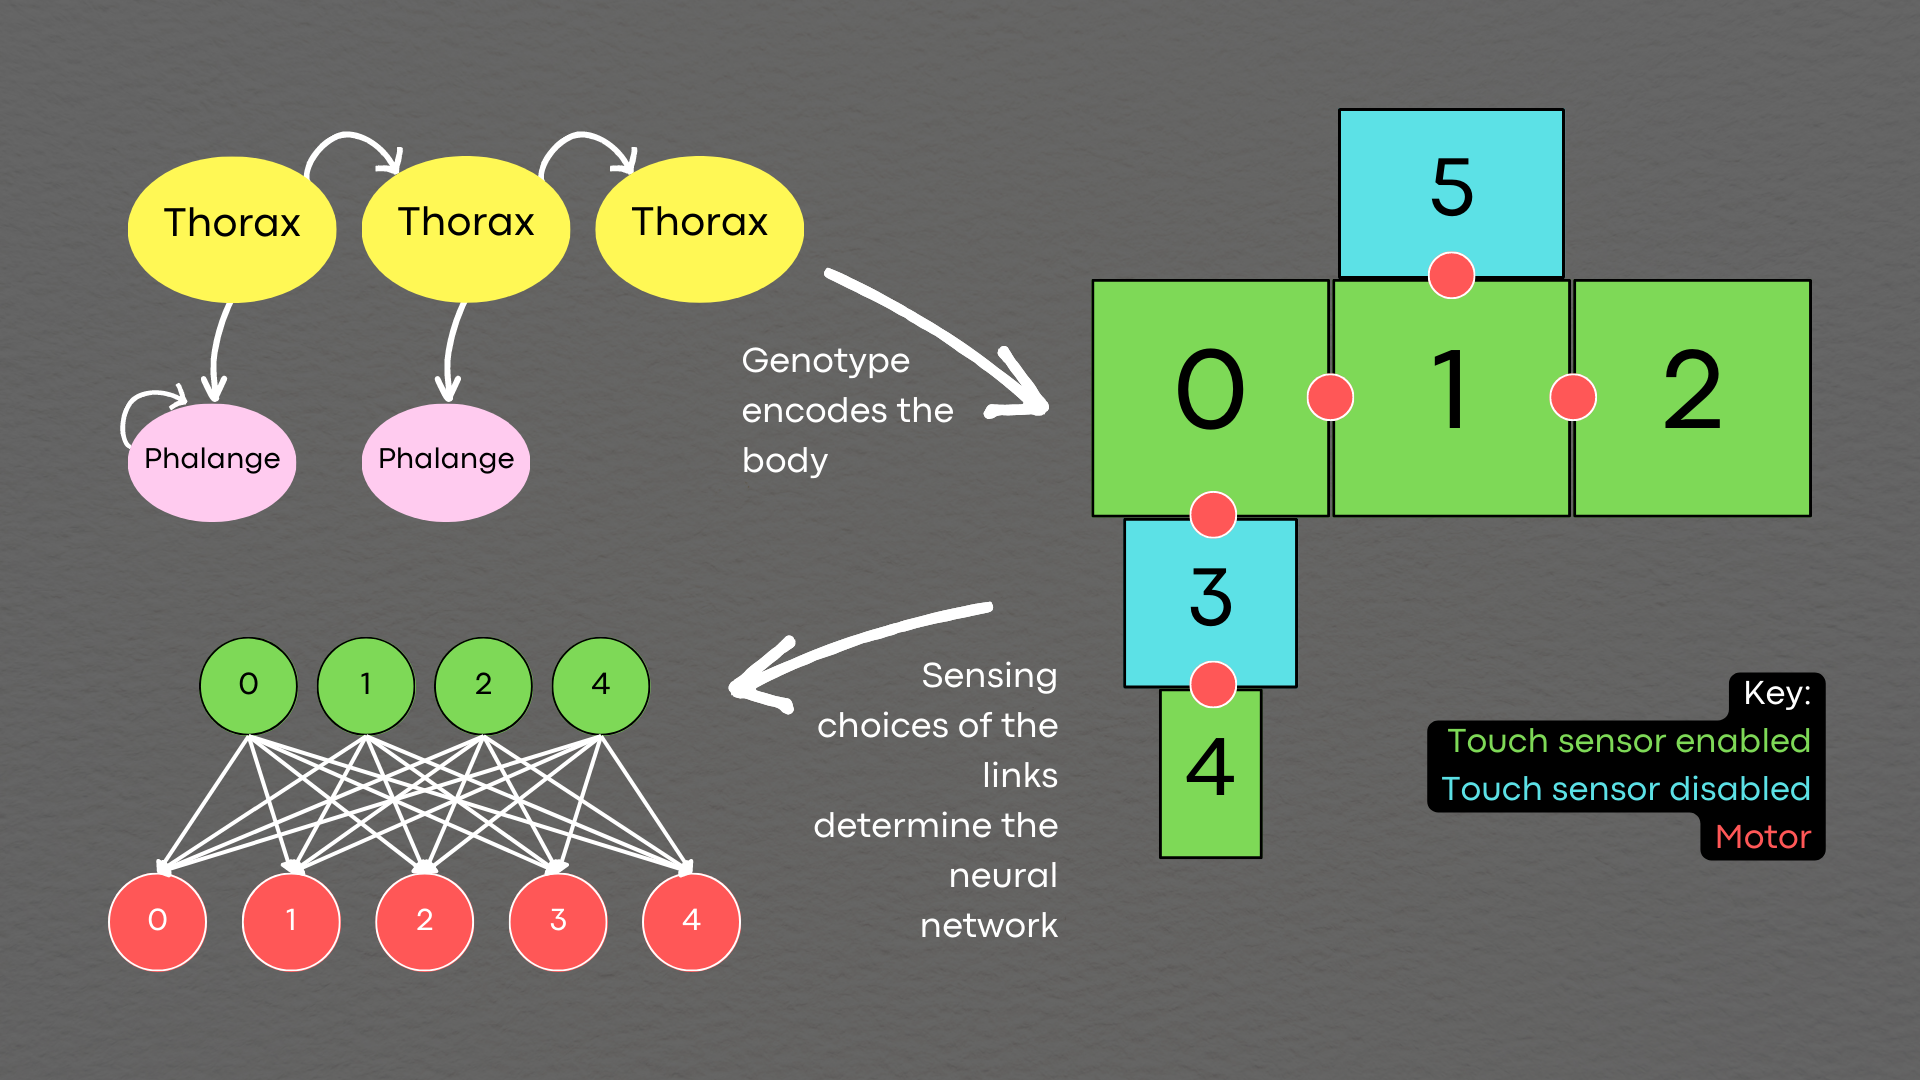 Thorax
Thorax
Thorax
Phalange
Phalange
Genotype
encodes the
body
5
0
1
2
3
4
Sensing
choices of the
links
determine the
neural
network
0
1
2
4
0
1
2
3
4
Key:
Touch sensor enabled
Touch sensor disabled
Motor